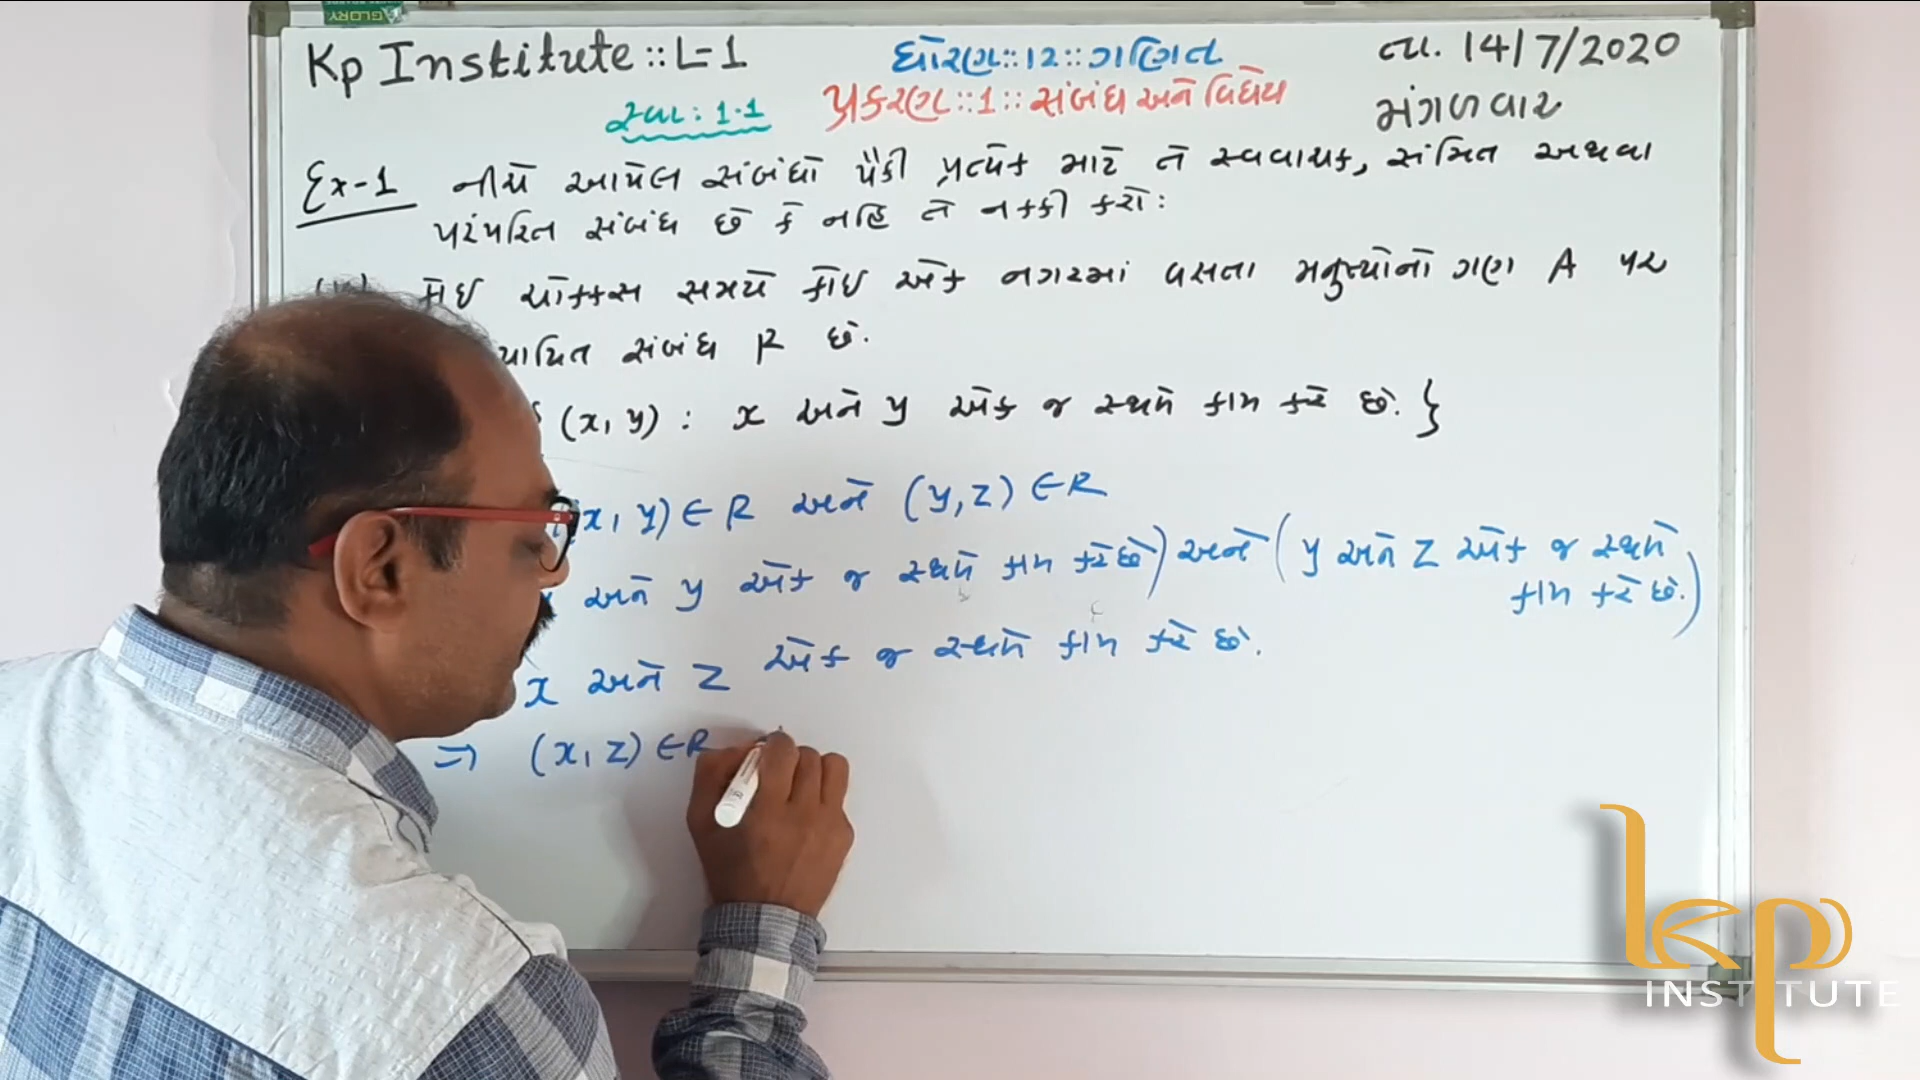 GLORY
Kp Institute :: L-1
ધોરણ :: 12 :: ગણિત
તા. 14/7/2020
સ્વા : 1.1
પ્રકરણ :: 1 :: સંબંધ અને વિધેય
મંગળવાર
Ex-1 નીચે આપેલ સંબંધો પૈકી પ્રત્યેક માટે તે સ્વવાચક, સંમિત અથવા
પરંપરિત સંબંધ છે કે નહિ તે નક્કી કરો :
કોઈ ચોક્કસ સમયે કોઈ એક નગરમાં વસતા મનુષ્યોનો ગણ A પર
સંબંધ R છે.
(x, y) : x અને y એક જ સ્થળે કામ કરે છે. }
(x, y) ∈ R અને (y, z) ∈ R
અને y એક જ સ્થળે કામ કરે છે) અને (y અને z એક જ સ્થળે
કામ કરે છે.)
x અને z એક જ સ્થળે કામ કરે છે.
⇒ (x, z) ∈ R
kp
INSTITUTE